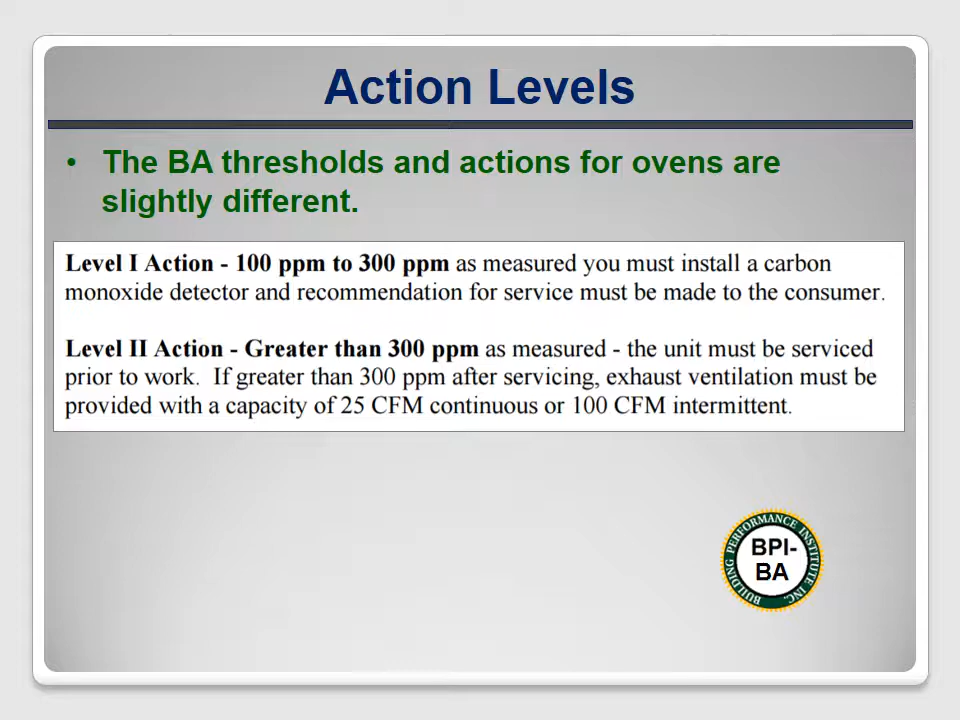 Action Levels
• The BA thresholds and actions for ovens are
slightly different.
Level I Action - 100 ppm to 300 ppm as measured you must install a carbon
monoxide detector and recommendation for service must be made to the consumer.
Level II Action - Greater than 300 ppm as measured - the unit must be serviced
prior to work.  If greater than 300 ppm after servicing, exhaust ventilation must be
provided with a capacity of 25 CFM continuous or 100 CFM intermittent.
BUILDING PERFORMANCE INSTITUTE, INC.
BPI-
BA